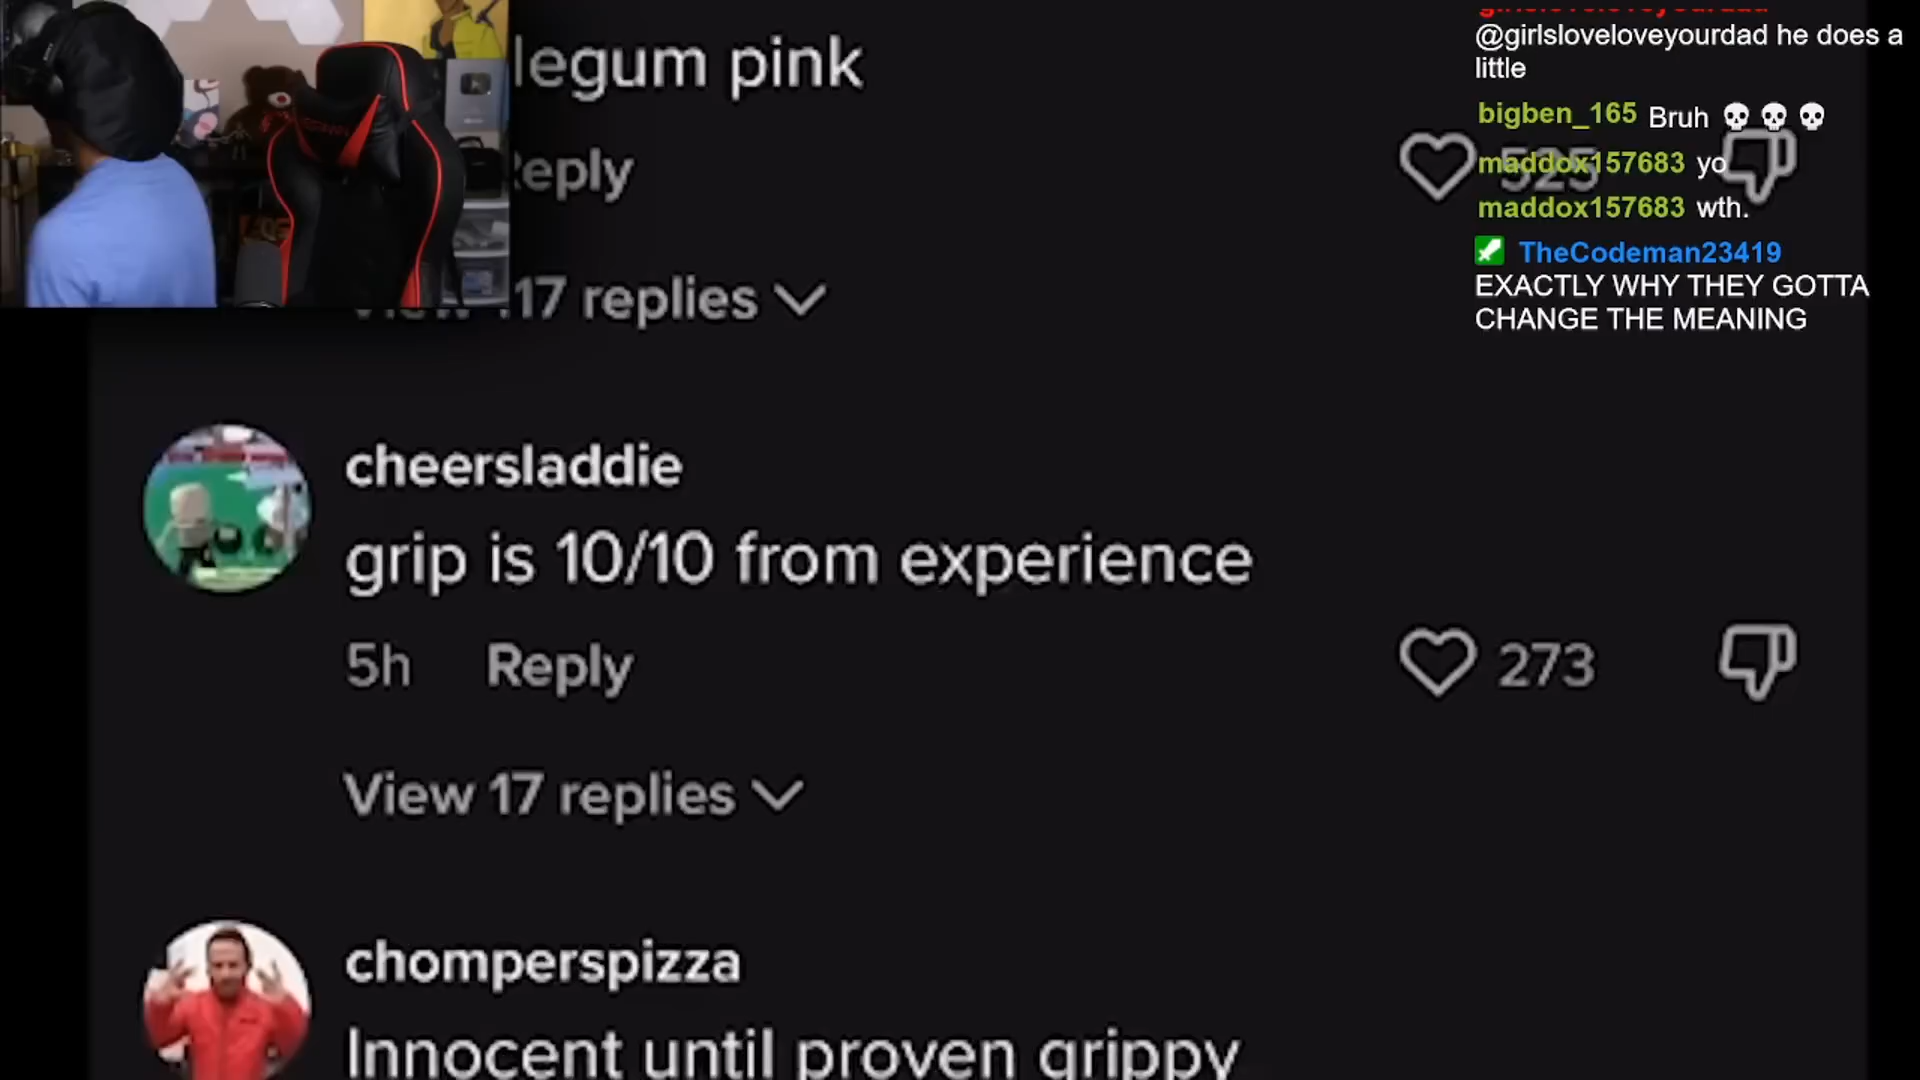 legum pink
eply
17 replies
cheersladdie
grip is 10/10 from experience
5h Reply
273
View 17 replies
chomperspizza
Innocent until proven grippy
@girlsloveloveyourdad he does a
little
bigben_165 Bruh 💀 💀 💀
525
maddox157683 yo
maddox157683 wth.
TheCodeman23419
EXACTLY WHY THEY GOTTA
CHANGE THE MEANING